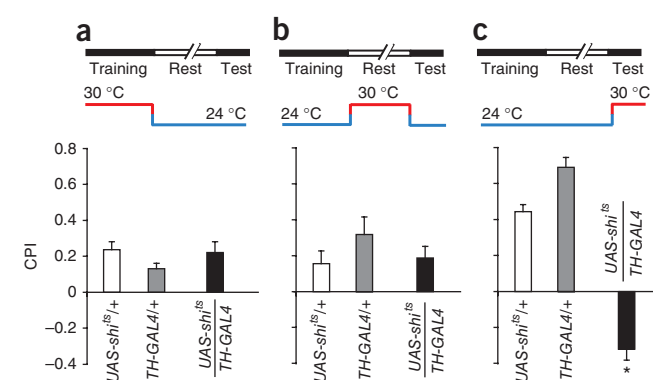 a b c
Training Rest Test Training Rest Test Training Rest Test
30 °C 24 °C
30 °C 24 °C
30 °C 24 °C
CPI
0.8
0.6
0.4
0.2
0
–0.2
–0.4
UAS-shi^ts/+
TH-GAL4/+
UAS-shi^ts
TH-GAL4
UAS-shi^ts/+
TH-GAL4/+
UAS-shi^ts
TH-GAL4
UAS-shi^ts/+
TH-GAL4/+
UAS-shi^ts
TH-GAL4
*